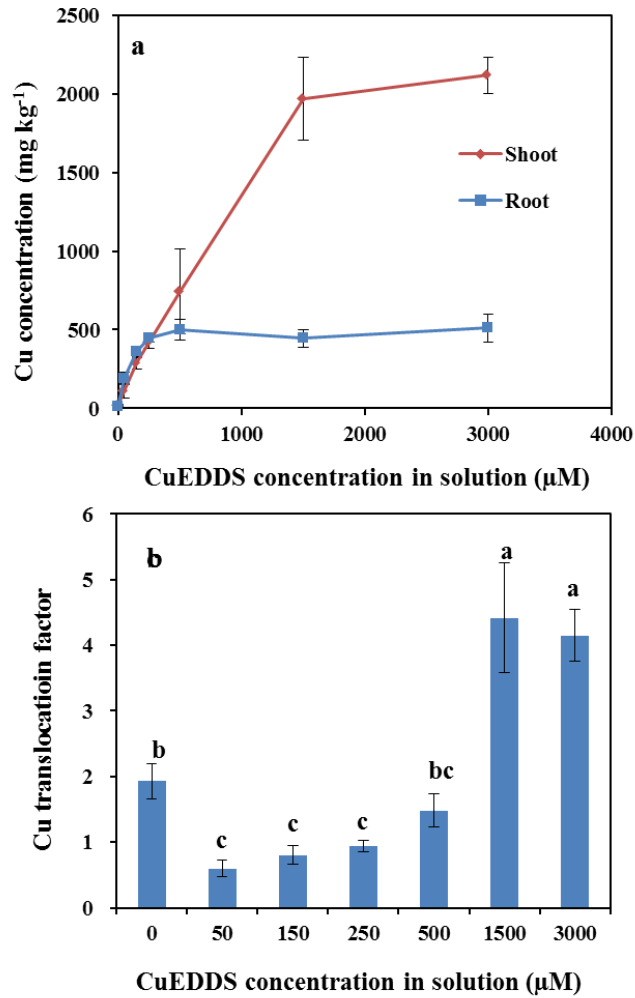 a
2500
2000
1500
1000
500
0
Cu concentration (mg kg⁻¹)
Shoot
Root
0 1000 2000 3000 4000
CuEDDS concentration in solution (µM)
b
6
5
4
3
2
1
0
Cu translocatioin factor
b c c c bc a a
0 50 150 250 500 1500 3000
CuEDDS concentration in solution (µM)